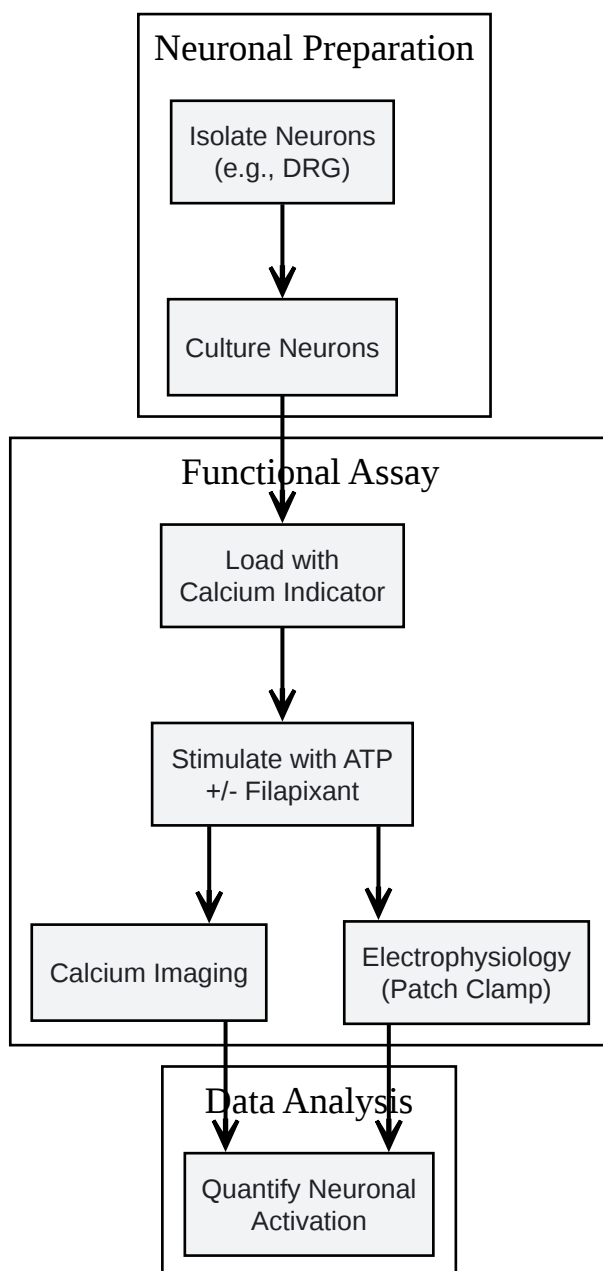 Neuronal Preparation
Isolate Neurons
(e.g., DRG)
Culture Neurons
Functional Assay
Load with
Calcium Indicator
Stimulate with ATP
+/- Filapixant
Calcium Imaging
Electrophysiology
(Patch Clamp)
Data Analysis
Quantify Neuronal
Activation